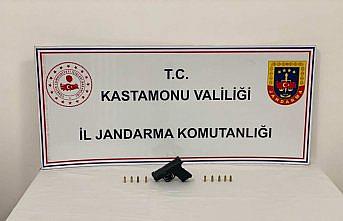 T.C.
KASTAMONU VALİLİĞİ
İL JANDARMA KOMUTANLIĞI
JANDARMA